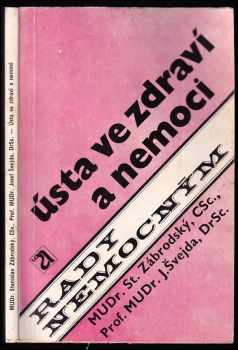 MUDr. Stanislav Zábrodský, CSc., Prof. MUDr. Josef Švejda, DrSc. — Ústa ve zdraví a nemoci
ústa ve zdraví
a nemoci
RADY
NEMOCNÝM
MUDr. St. Zábrodský, CSc.,
Prof. MUDr. J. Švejda, DrSc.